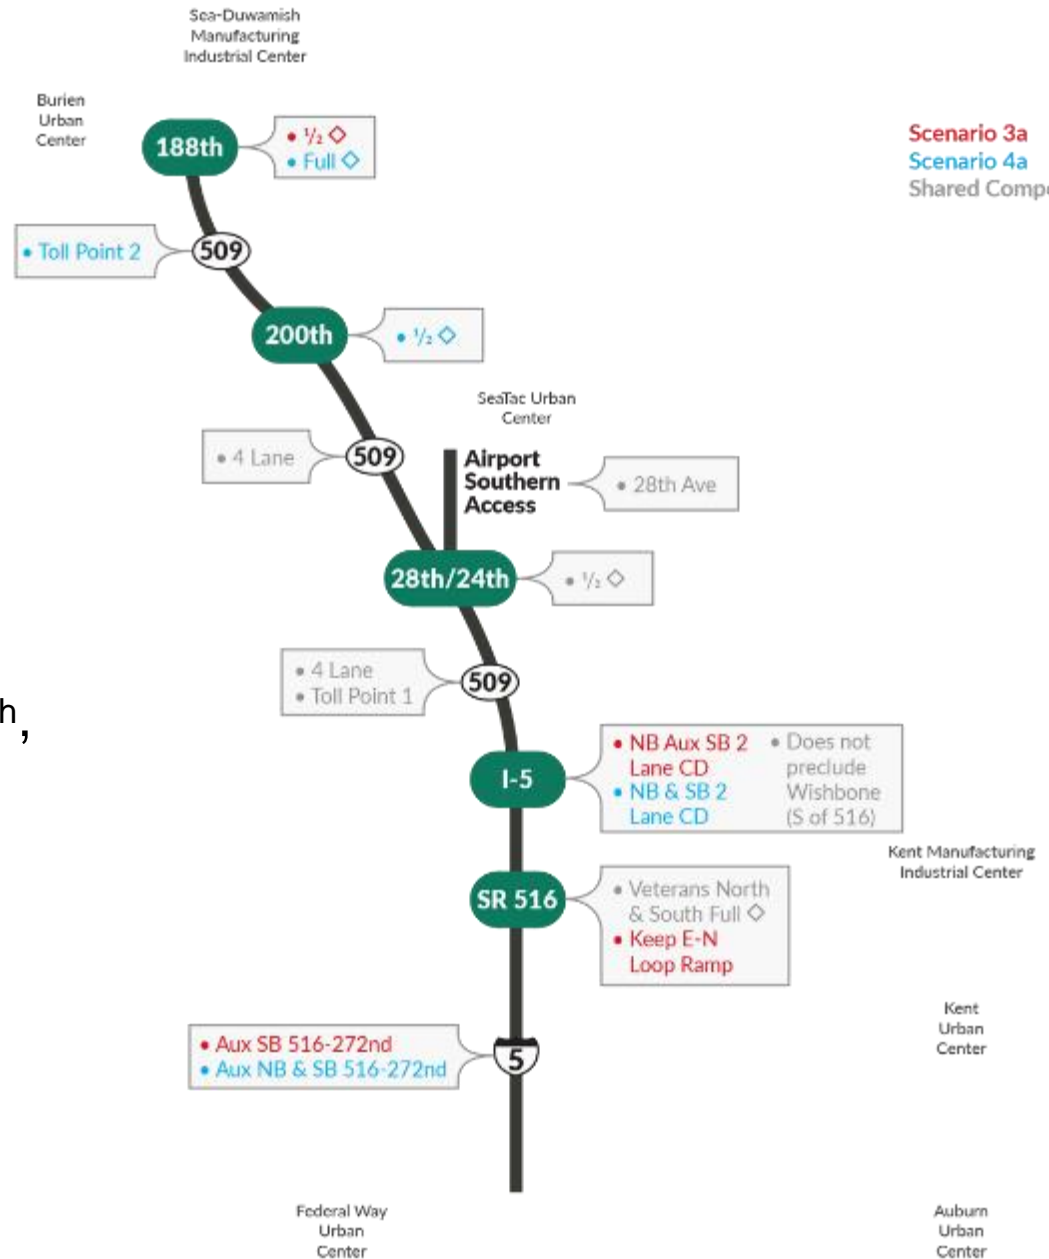 Sea-Duwamish
Manufacturing
Industrial Center
Burien
Urban
Center
188th
• ½ ◇
• Full ◇
Scenario 3a
Scenario 4a
Shared
• Toll Point 2
509
200th
• ½ ◇
SeaTac Urban
Center
• 4 Lane
509
Airport
Southern
Access
• 28th Ave
28th/24th
• ½ ◇
• 4 Lane
• Toll Point 1
509
h,
I-5
• NB Aux SB 2
Lane CD
• NB & SB 2
Lane CD
• Does not
preclude
Wishbone
(S of 516)
Kent Manufacturing
Industrial Center
SR 516
• Veterans North
& South Full ◇
• Keep E-N
Loop Ramp
Kent
Urban
Center
• Aux SB 516-272nd
• Aux NB & SB 516-272nd
5
Federal Way
Urban
Center
Auburn
Urban
Center